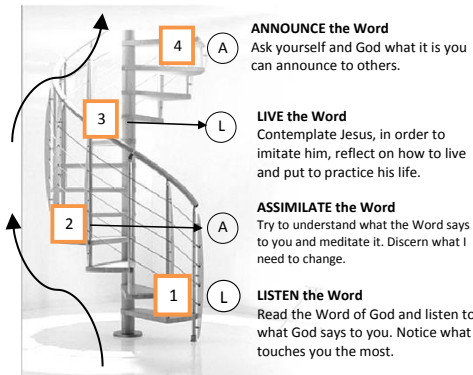 4
A
ANNOUNCE the Word
Ask yourself and God what it is you
can announce to others.
3
L
LIVE the Word
Contemplate Jesus, in order to
imitate him, reflect on how to live
and put to practice his life.
2
A
ASSIMILATE the Word
Try to understand what the Word says
to you and meditate it. Discern what I
need to change.
1
L
LISTEN the Word
Read the Word of God and listen to
what God says to you. Notice what
touches you the most.